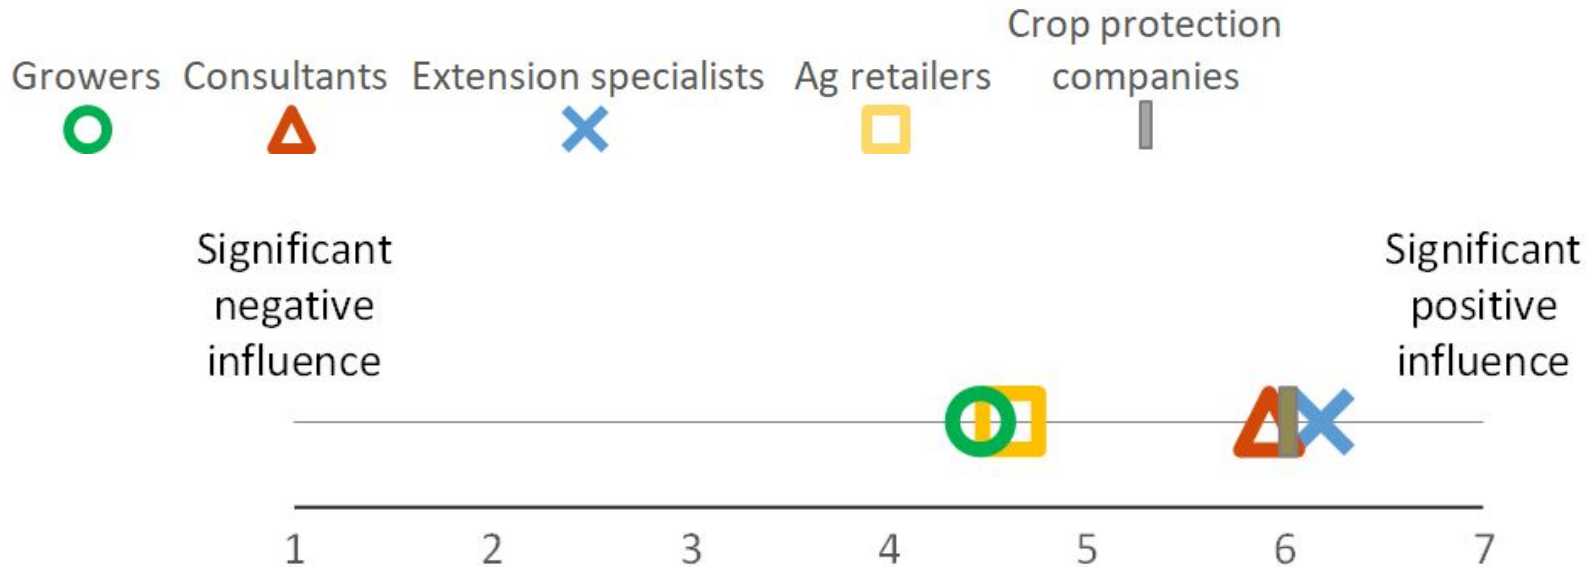 Growers Consultants Extension specialists Ag retailers Crop protection
companies
Significant
negative
influence
Significant
positive
influence
1 2 3 4 5 6 7